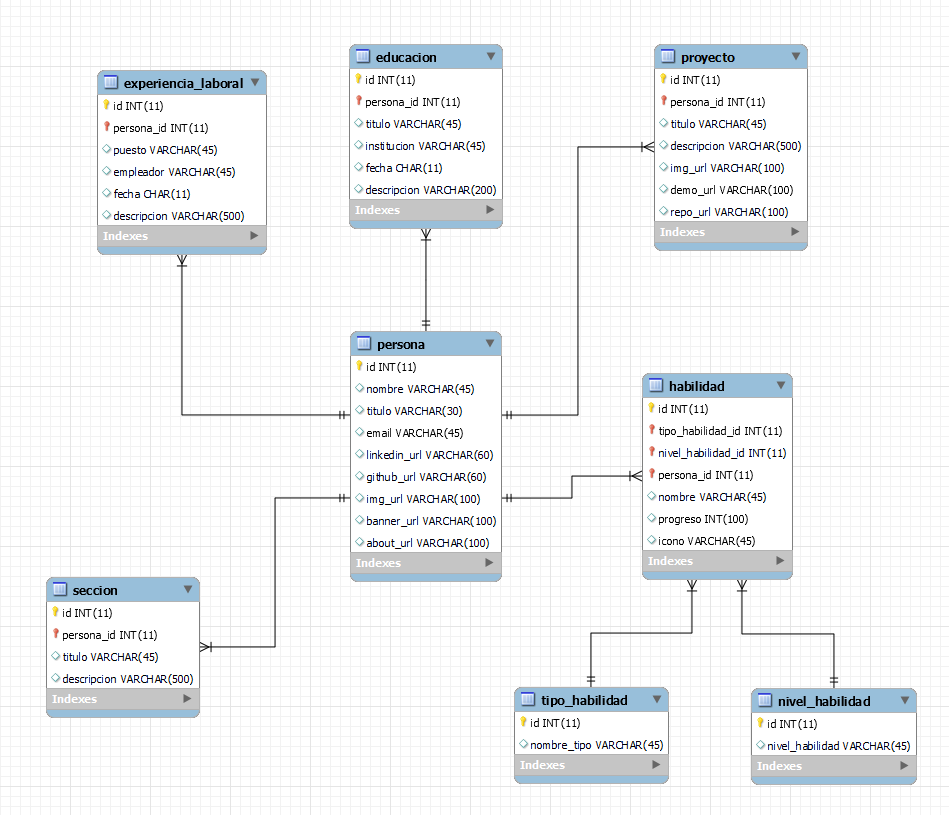 experiencia_laboral
id INT(11)
persona_id INT(11)
puesto VARCHAR(45)
empleador VARCHAR(45)
fecha CHAR(11)
descripcion VARCHAR(500)
Indexes
educacion
id INT(11)
persona_id INT(11)
titulo VARCHAR(45)
institucion VARCHAR(45)
fecha CHAR(11)
descripcion VARCHAR(200)
Indexes
proyecto
id INT(11)
persona_id INT(11)
titulo VARCHAR(45)
descripcion VARCHAR(500)
img_url VARCHAR(100)
demo_url VARCHAR(100)
repo_url VARCHAR(100)
Indexes
persona
id INT(11)
nombre VARCHAR(45)
titulo VARCHAR(30)
email VARCHAR(45)
linkedin_url VARCHAR(60)
github_url VARCHAR(60)
img_url VARCHAR(100)
banner_url VARCHAR(100)
about_url VARCHAR(100)
Indexes
habilidad
id INT(11)
tipo_habilidad_id INT(11)
nivel_habilidad_id INT(11)
persona_id INT(11)
nombre VARCHAR(45)
progreso INT(100)
icono VARCHAR(45)
Indexes
seccion
id INT(11)
persona_id INT(11)
titulo VARCHAR(45)
descripcion VARCHAR(500)
Indexes
tipo_habilidad
id INT(11)
nombre_tipo VARCHAR(45)
Indexes
nivel_habilidad
id INT(11)
nivel_habilidad VARCHAR(45)
Indexes